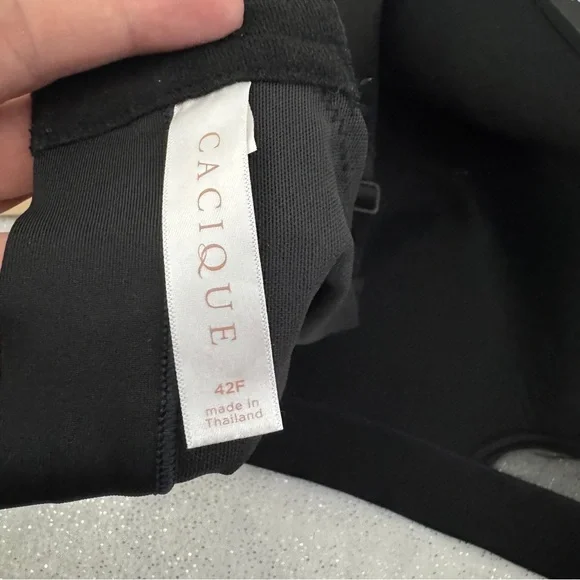 CACIQUE
42F
made in
Thailand